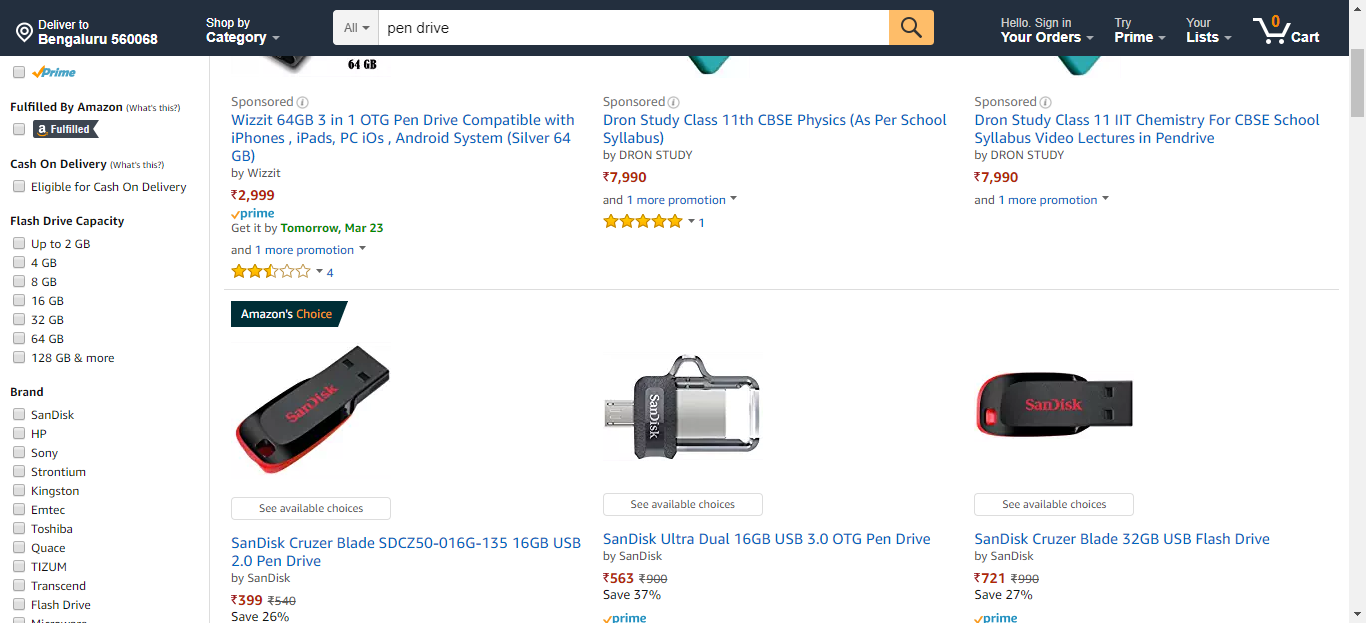 Deliver to
Bengaluru 560068
Shop by
Category
All
pen drive
Hello. Sign in
Your Orders
Try
Prime
Your
Lists
0
Cart
Prime
Fulfilled By Amazon (What's this?)
a Fulfilled
Cash On Delivery (What's this?)
Eligible for Cash On Delivery
Flash Drive Capacity
Up to 2 GB
4 GB
8 GB
16 GB
32 GB
64 GB
128 GB & more
Brand
SanDisk
HP
Sony
Strontium
Kingston
Emtec
Toshiba
Quace
TIZUM
Transcend
Flash Drive
64 GB
Sponsored
Wizzit 64GB 3 in 1 OTG Pen Drive Compatible with
iPhones , iPads, PC iOs , Android System (Silver 64
GB)
by Wizzit
₹2,999
prime
Get it by Tomorrow, Mar 23
and 1 more promotion
4
Sponsored
Dron Study Class 11th CBSE Physics (As Per School
Syllabus)
by DRON STUDY
₹7,990
and 1 more promotion
1
Sponsored
Dron Study Class 11 IIT Chemistry For CBSE School
Syllabus Video Lectures in Pendrive
by DRON STUDY
₹7,990
and 1 more promotion
Amazon's Choice
SanDisk
See available choices
SanDisk Cruzer Blade SDCZ50-016G-135 16GB USB
2.0 Pen Drive
by SanDisk
₹399 ₹540
Save 26%
SanDisk
See available choices
SanDisk Ultra Dual 16GB USB 3.0 OTG Pen Drive
by SanDisk
₹563 ₹900
Save 37%
prime
SanDisk
See available choices
SanDisk Cruzer Blade 32GB USB Flash Drive
by SanDisk
₹721 ₹990
Save 27%
prime